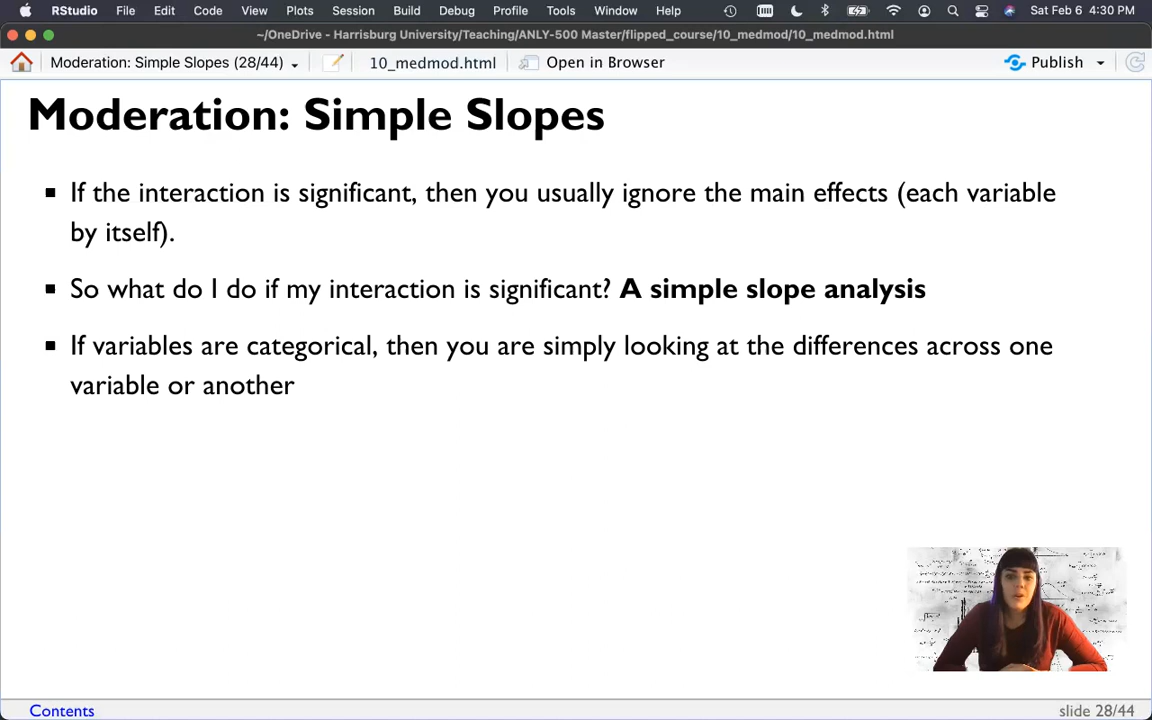 RStudio File Edit Code View Plots Session Build Debug Profile Tools Window Help Sat Feb 6 4:30 PM
~/OneDrive - Harrisburg University/Teaching/ANLY-500 Master/flipped_course/10_medmod/10_medmod.html
Moderation: Simple Slopes (28/44) 10_medmod.html Open in Browser Publish
Moderation: Simple Slopes
If the interaction is significant, then you usually ignore the main effects (each variable
by itself).
So what do I do if my interaction is significant? A simple slope analysis
If variables are categorical, then you are simply looking at the differences across one
variable or another
Contents slide 28/44